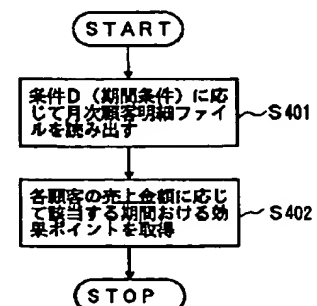 START
条件D（期間条件）に応
じて月次顧客明細ファイ
ルを読み出す
S401
各顧客の売上金額に応じ
て該当する期間おける効
果ポイントを取得
S402
STOP